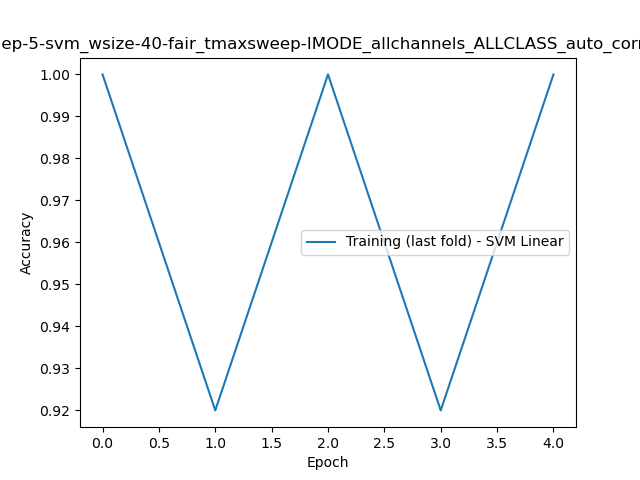 ep-5-svm_wsize-40-fair_tmaxsweep-IMODE_allchannels_ALLCLASS_auto_corr
1.00
0.99
0.98
0.97
0.96
0.95
0.94
0.93
0.92
Accuracy
Training (last fold) - SVM Linear
0.0 0.5 1.0 1.5 2.0 2.5 3.0 3.5 4.0
Epoch